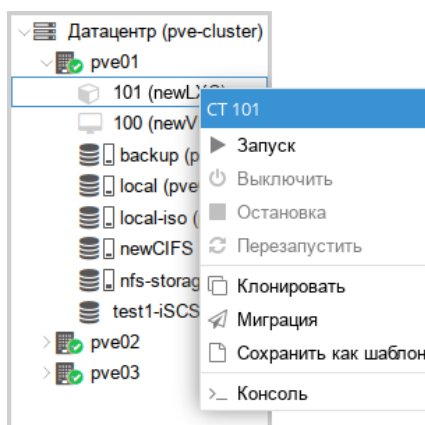 Датацентр (pve-cluster)
pve01
101 (newLXC)
CT 101
100 (newV
Запуск
backup (p
Выключить
local (pve
Остановка
local-iso (
Перезапустить
newCIFS
Клонировать
nfs-storag
Миграция
test1-iSCS
Сохранить как шаблон
pve02
pve03
>_ Консоль